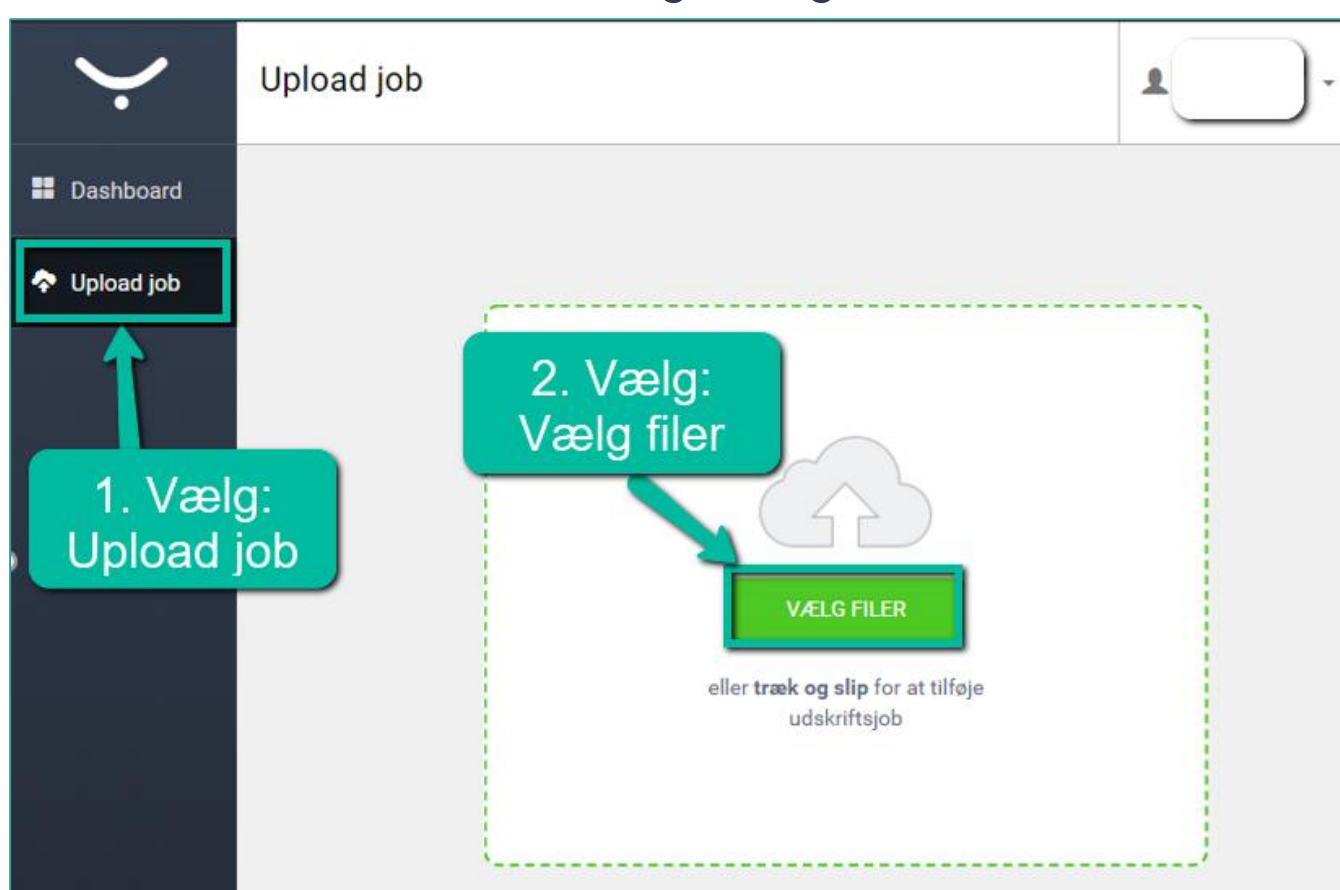 Upload job
Dashboard
Upload job
1. Vælg:
Upload job
2. Vælg:
Vælg filer
VÆLG FILER
eller træk og slip for at tilføje
udskriftsjob